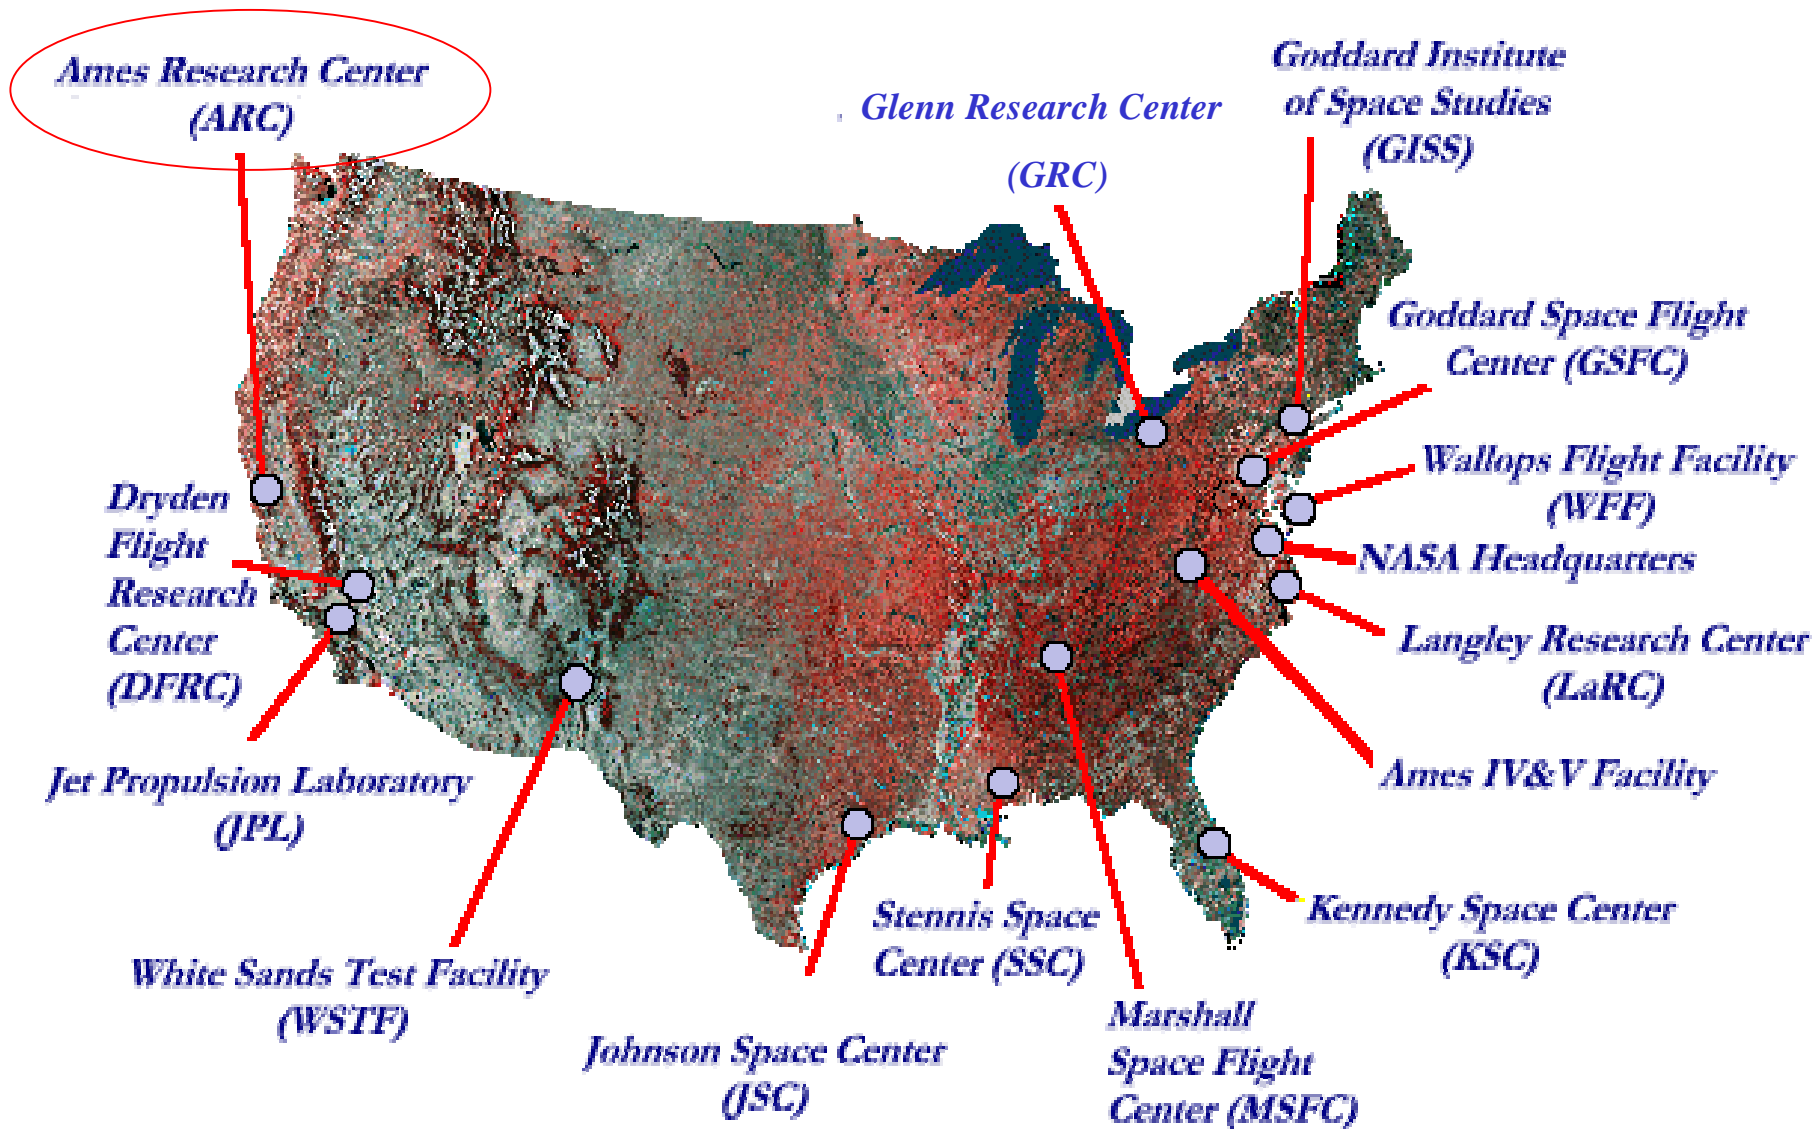 Ames Research Center
(ARC)
Glenn Research Center
(GRC)
Goddard Institute
of Space Studies
(GISS)
Goddard Space Flight
Center (GSFC)
Wallops Flight Facility
(WFF)
NASA Headquarters
Langley Research Center
(LaRC)
Ames IV&V Facility
Kennedy Space Center
(KSC)
Dryden
Flight
Research
Center
(DFRC)
Jet Propulsion Laboratory
(JPL)
White Sands Test Facility
(WSTF)
Johnson Space Center
(JSC)
Stennis Space
Center (SSC)
Marshall
Space Flight
Center (MSFC)